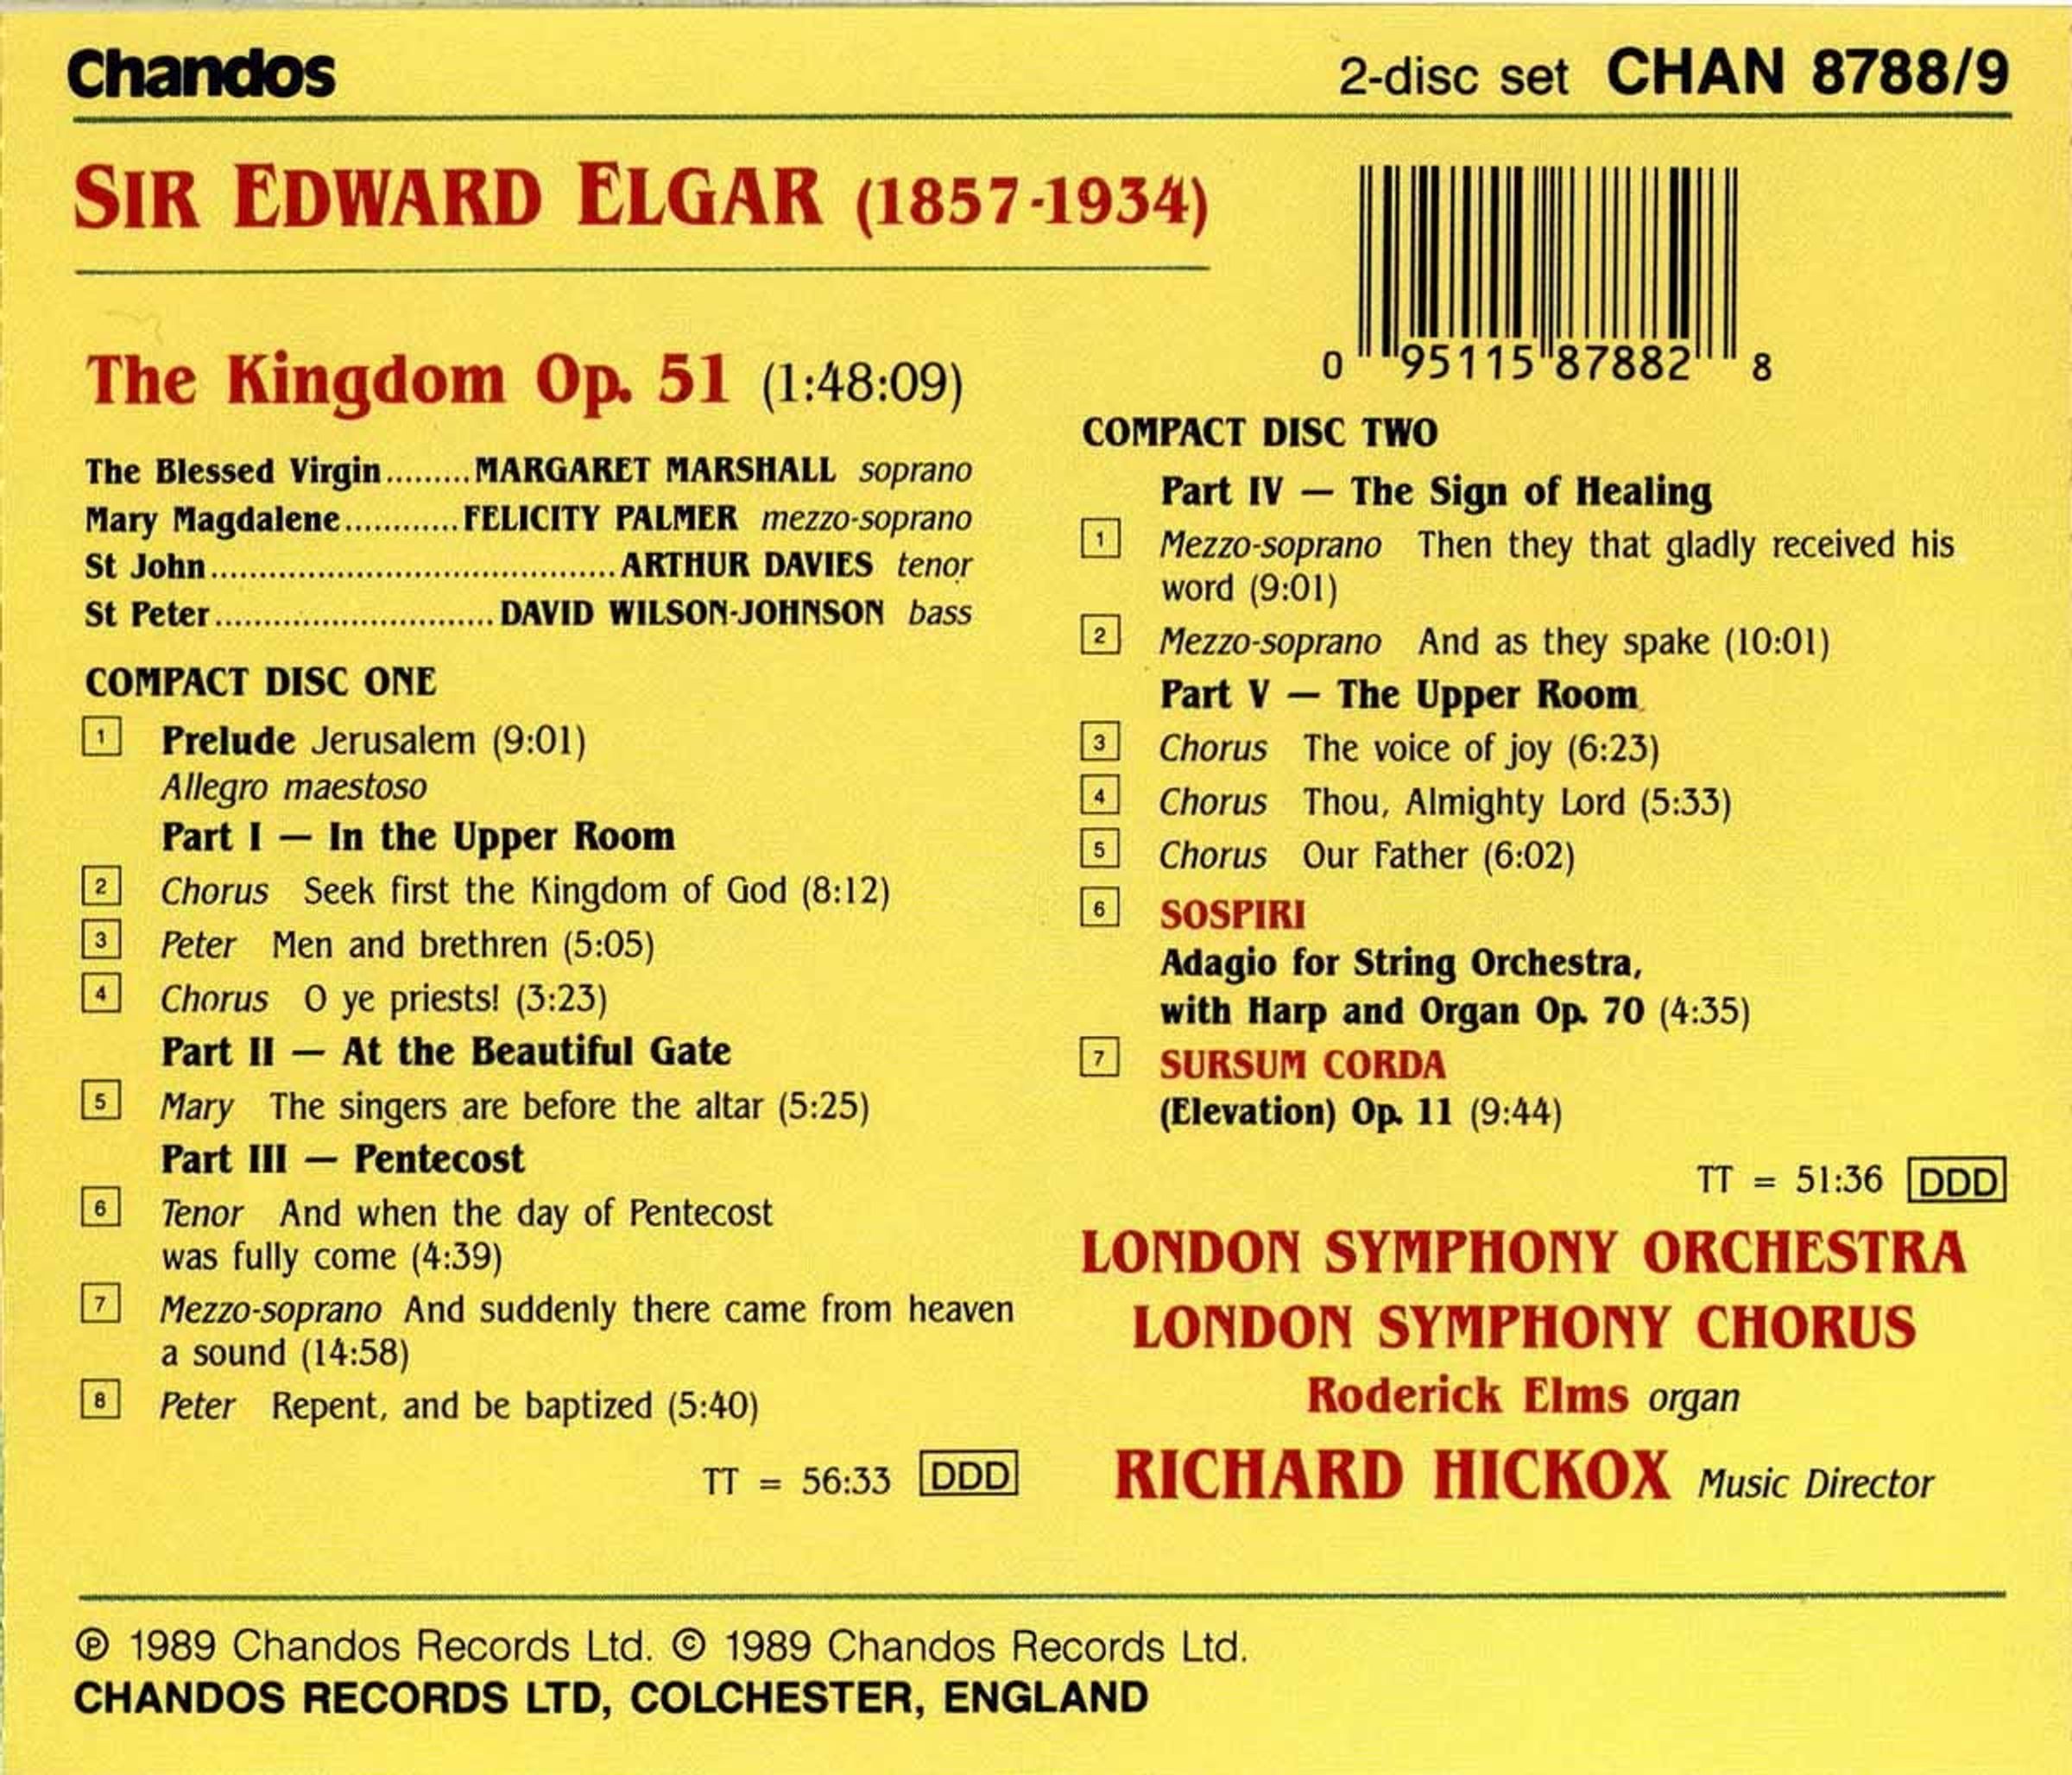 Chandos
2-disc set CHAN 8788/9
SIR EDWARD ELGAR (1857-1934)
0 95115 87882 8
The Kingdom Op. 51 (1:48:09)
The Blessed Virgin.........MARGARET MARSHALL soprano
Mary Magdalene............FELICITY PALMER mezzo-soprano
St John..........................................ARTHUR DAVIES tenor
St Peter.............................DAVID WILSON-JOHNSON bass
COMPACT DISC ONE
1 Prelude Jerusalem (9:01)
Allegro maestoso
Part I — In the Upper Room
2 Chorus Seek first the Kingdom of God (8:12)
3 Peter Men and brethren (5:05)
4 Chorus O ye priests! (3:23)
Part II — At the Beautiful Gate
5 Mary The singers are before the altar (5:25)
Part III — Pentecost
6 Tenor And when the day of Pentecost
was fully come (4:39)
7 Mezzo-soprano And suddenly there came from heaven
a sound (14:58)
8 Peter Repent, and be baptized (5:40)
TT = 56:33 DDD
COMPACT DISC TWO
Part IV — The Sign of Healing
1 Mezzo-soprano Then they that gladly received his
word (9:01)
2 Mezzo-soprano And as they spake (10:01)
Part V — The Upper Room
3 Chorus The voice of joy (6:23)
4 Chorus Thou, Almighty Lord (5:33)
5 Chorus Our Father (6:02)
6 SOSPIRI
Adagio for String Orchestra,
with Harp and Organ Op. 70 (4:35)
7 SURSUM CORDA
(Elevation) Op. 11 (9:44)
TT = 51:36 DDD
LONDON SYMPHONY ORCHESTRA
LONDON SYMPHONY CHORUS
Roderick Elms organ
RICHARD HICKOX Music Director
℗ 1989 Chandos Records Ltd. © 1989 Chandos Records Ltd.
CHANDOS RECORDS LTD, COLCHESTER, ENGLAND